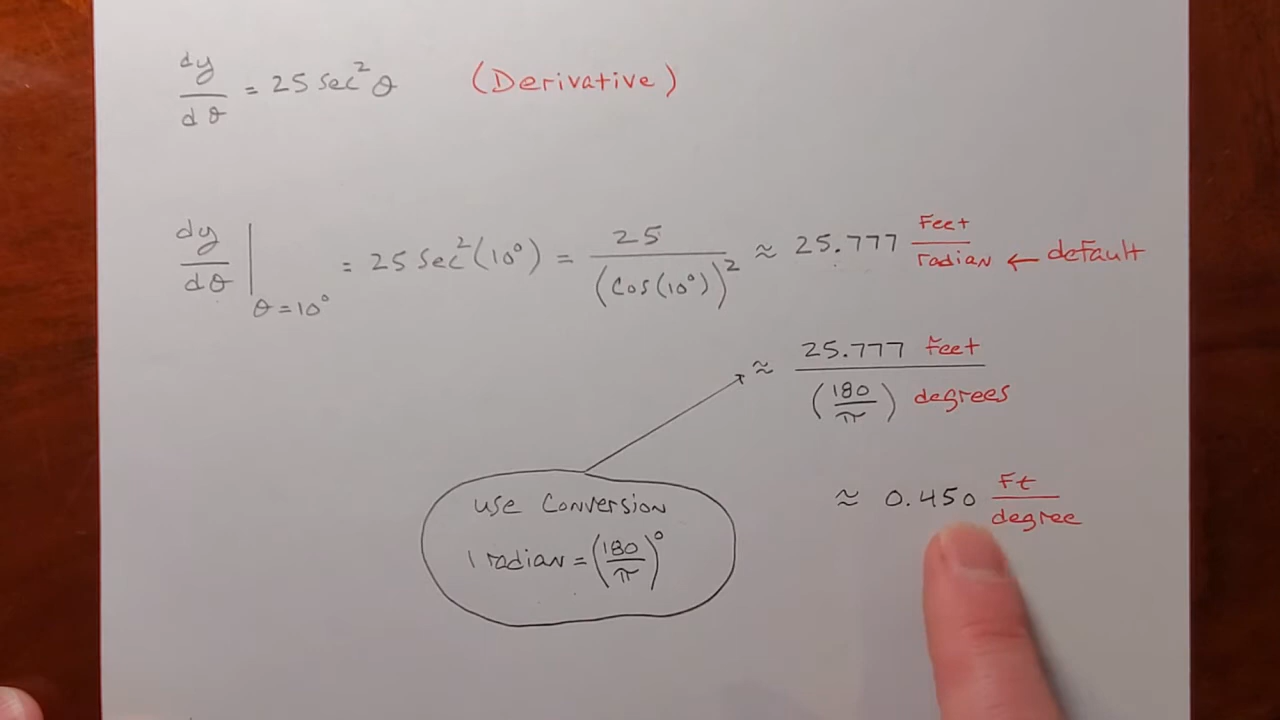 dy/dθ = 25 sec²θ (Derivative)
dy/dθ |θ=10° = 25 sec²(10°) = 25/(cos(10°))² ≈ 25.777 Feet/radian ← default
≈ 25.777 feet/(180/π) degrees
use conversion
1 radian = (180/π)°
≈ 0.450 Ft/degree